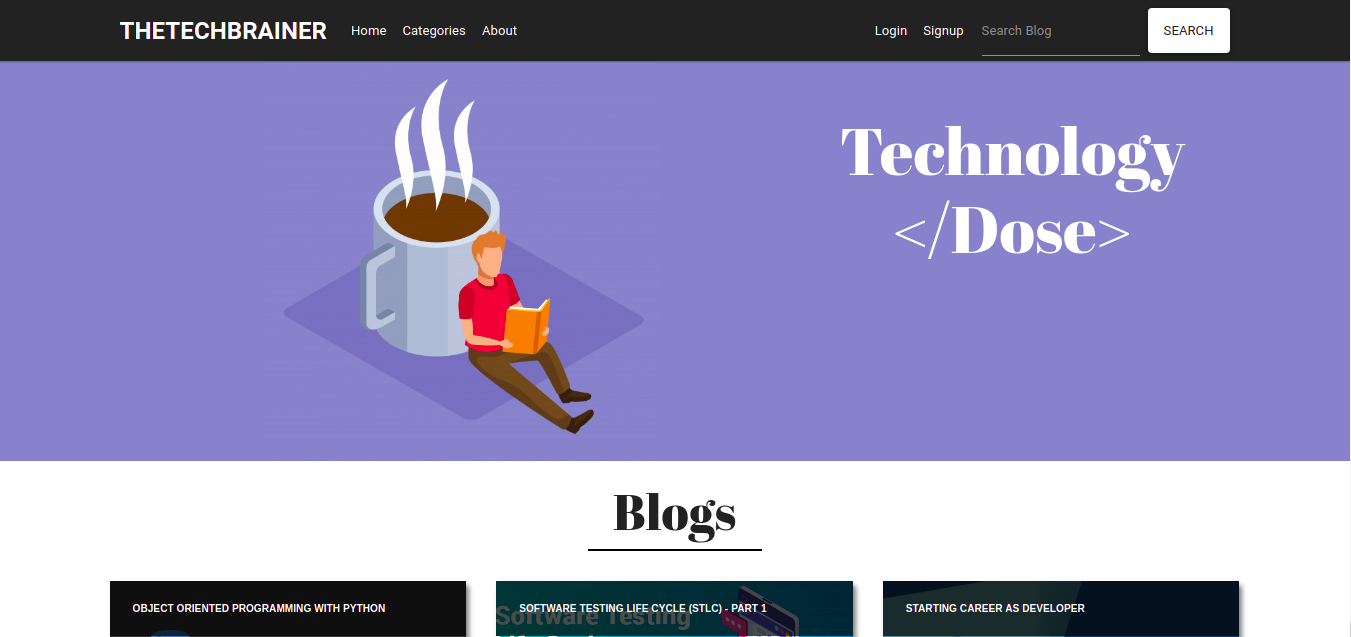 THETECHBRAINER Home Categories About Login Signup Search Blog SEARCH
Technology
</Dose>
Blogs
OBJECT ORIENTED PROGRAMMING WITH PYTHON
SOFTWARE TESTING LIFE CYCLE (STLC) - PART 1
STARTING CAREER AS DEVELOPER
Software Testing